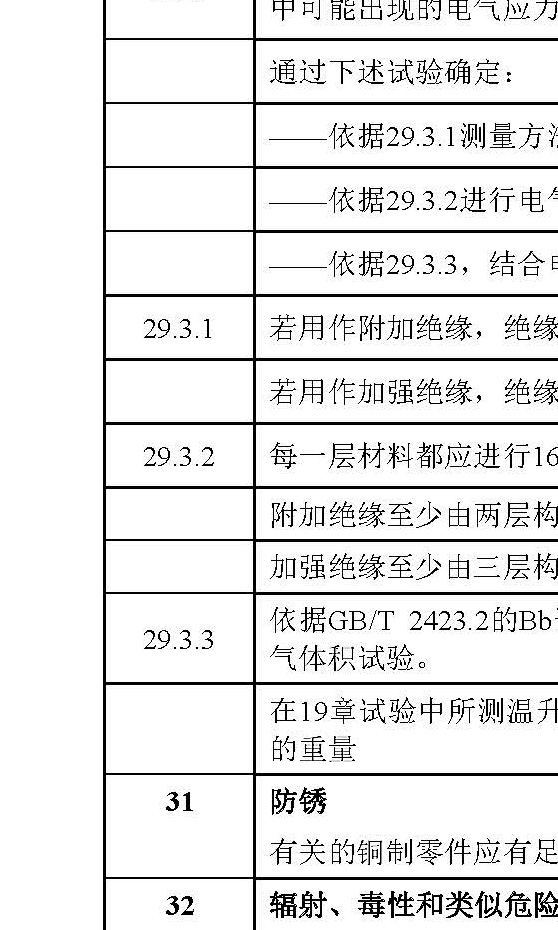 中可能出现的电气应力
通过下述试验确定：
——依据29.3.1测量方法
——依据29.3.2进行电气
——依据29.3.3，结合电
29.3.1 若用作附加绝缘，绝缘
若用作加强绝缘，绝缘
29.3.2 每一层材料都应进行16
附加绝缘至少由两层构
加强绝缘至少由三层构
29.3.3 依据GB/T 2423.2的Bb
气体积试验。
在19章试验中所测温升
的重量
31 防锈
有关的铜制零件应有足
32 辐射、毒性和类似危险